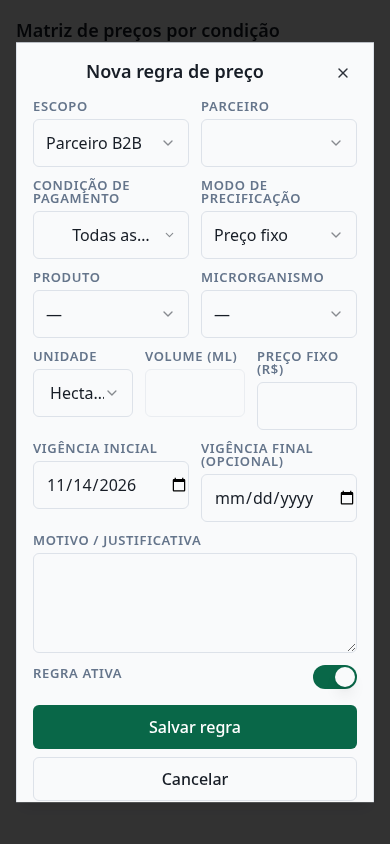 Matriz de preços por condição
Nova regra de preço
×
ESCOPO
PARCEIRO
Parceiro B2B
CONDIÇÃO DE
PAGAMENTO
MODO DE
PRECIFICAÇÃO
Todas as...
Preço fixo
PRODUTO
MICRORGANISMO
—
—
UNIDADE
VOLUME (ML)
PREÇO FIXO
(R$)
Hecta...
VIGÊNCIA INICIAL
VIGÊNCIA FINAL
(OPCIONAL)
11/14/2026
mm/dd/yyyy
MOTIVO / JUSTIFICATIVA
REGRA ATIVA
Salvar regra
Cancelar